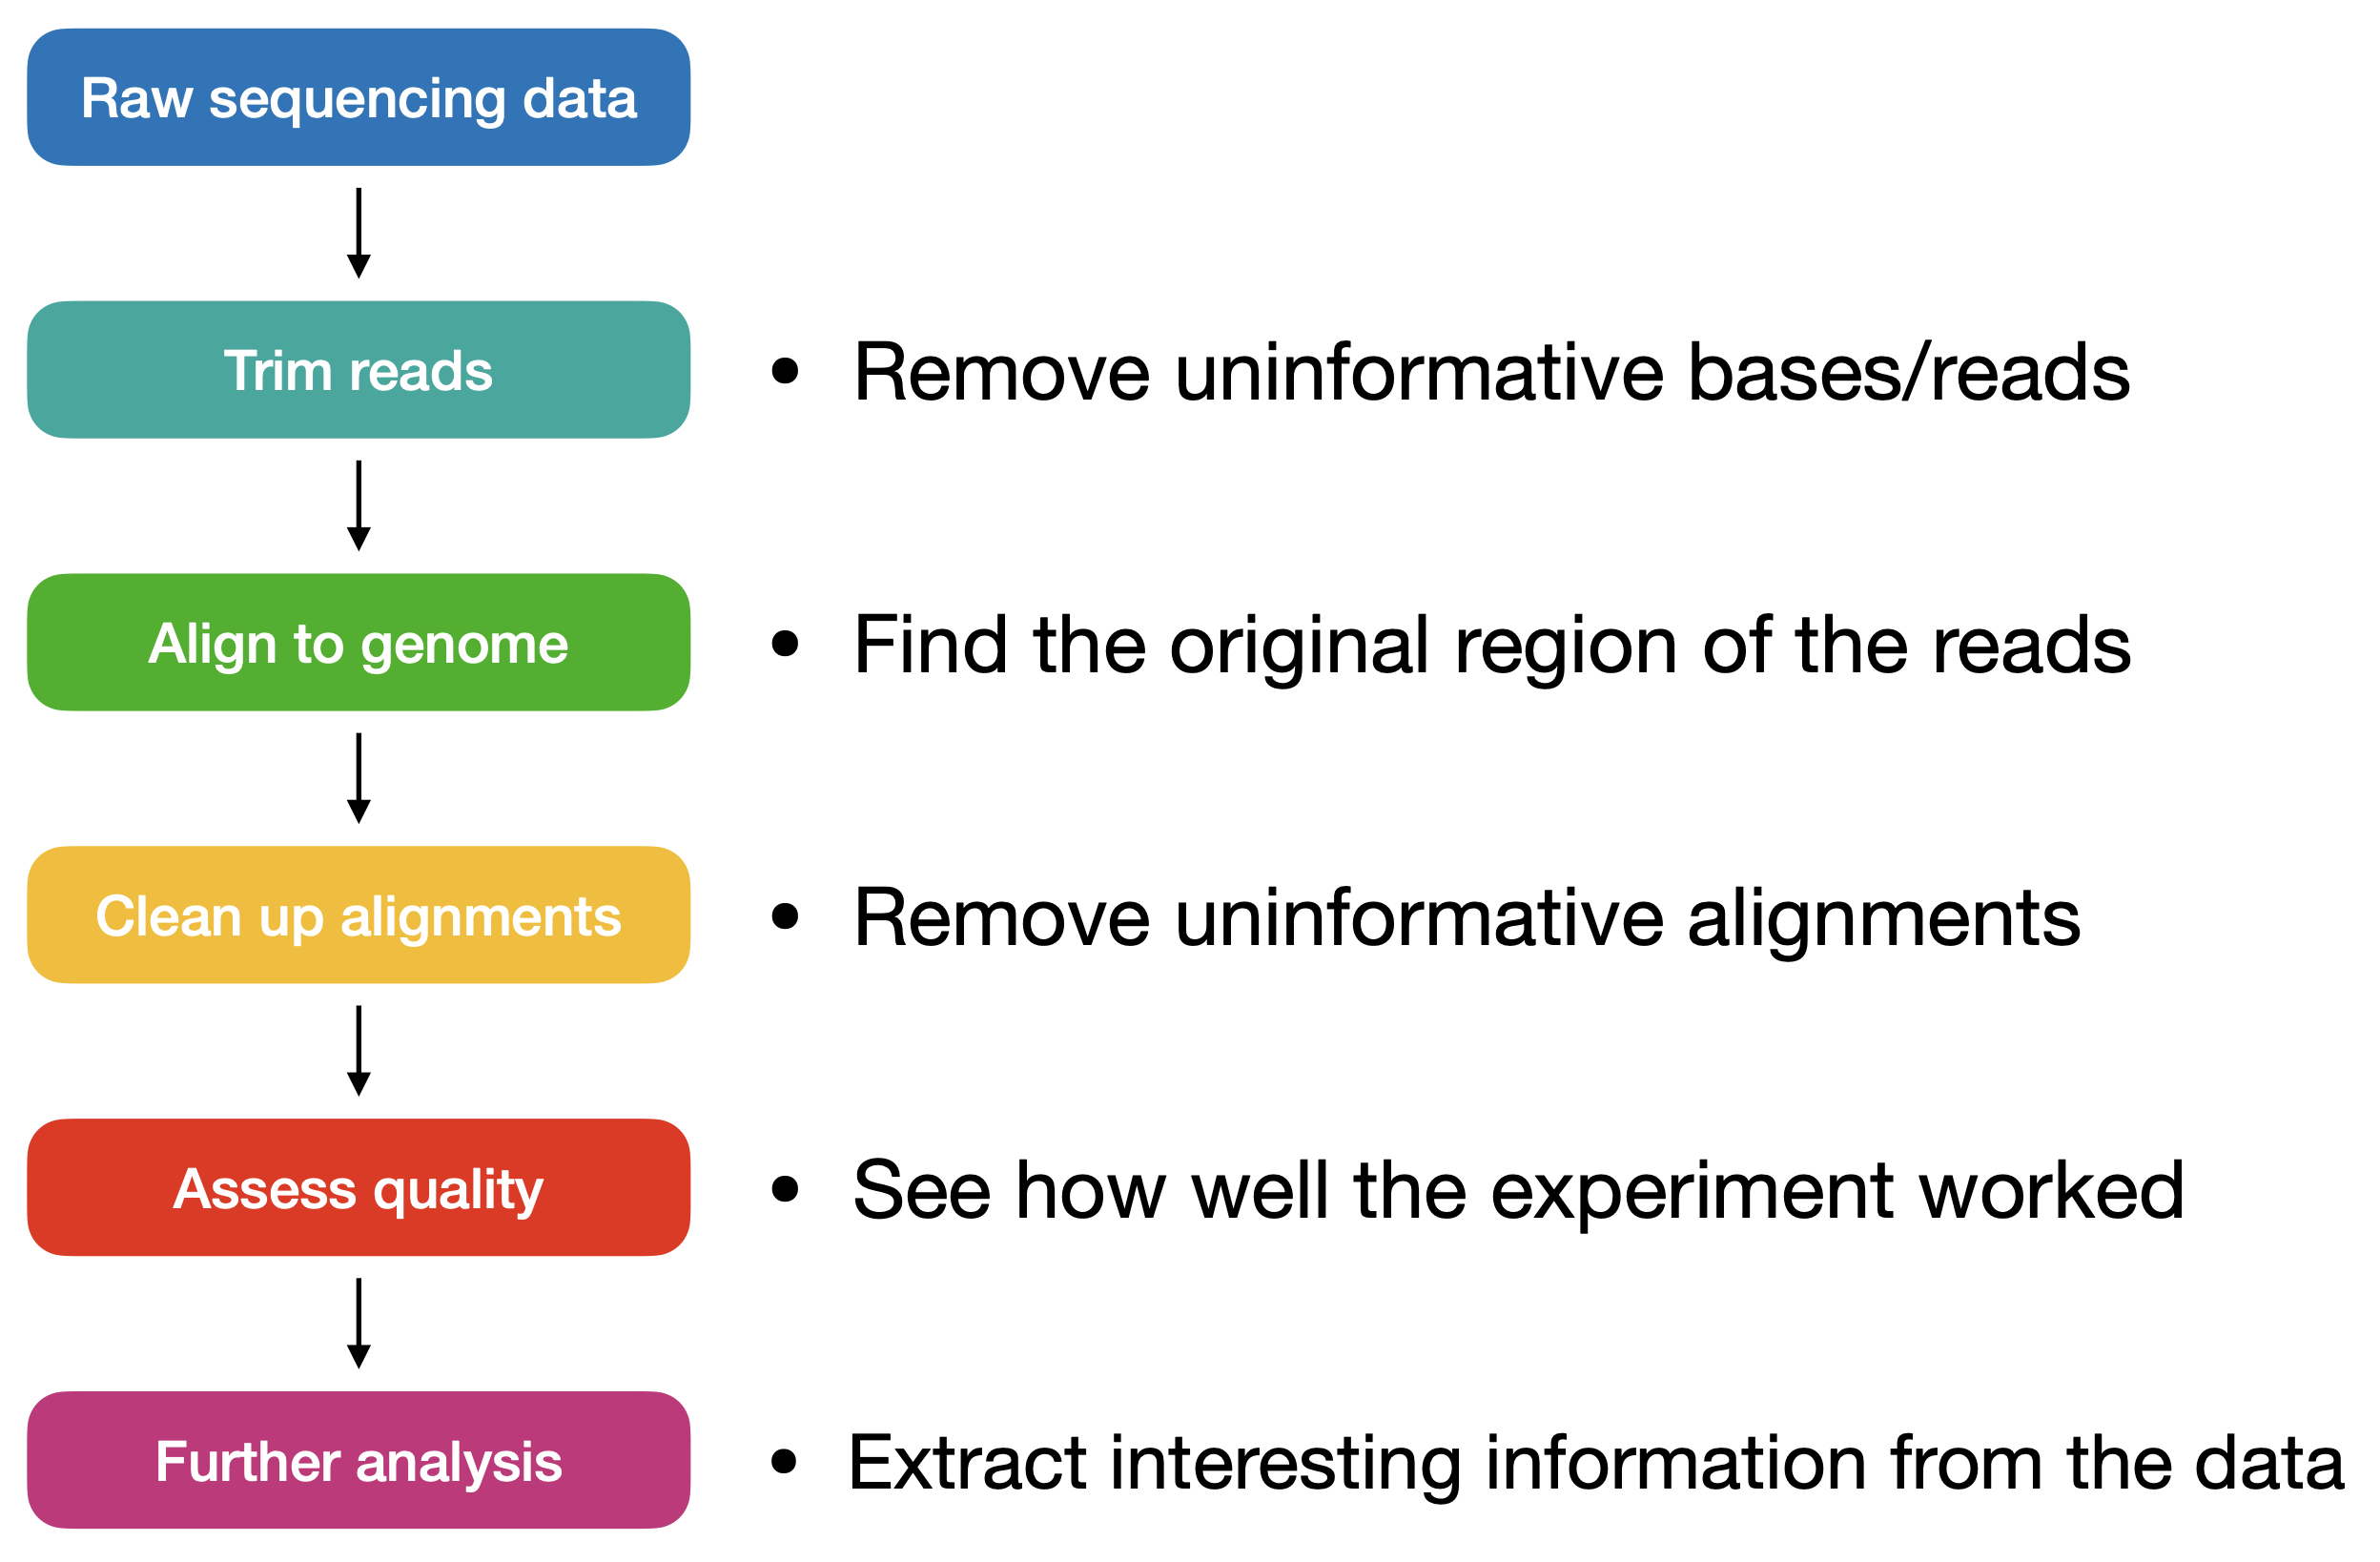 Raw sequencing data
Trim reads
• Remove uninformative bases/reads
Align to genome
• Find the original region of the reads
Clean up alignments
• Remove uninformative alignments
Assess quality
• See how well the experiment worked
Further analysis
• Extract interesting information from the data